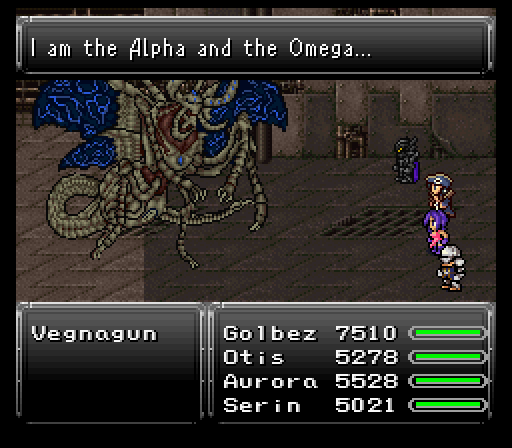 I am the Alpha and the Omega...
Vegnagun
Golbez 7510
Otis 5278
Aurora 5528
Serin 5021